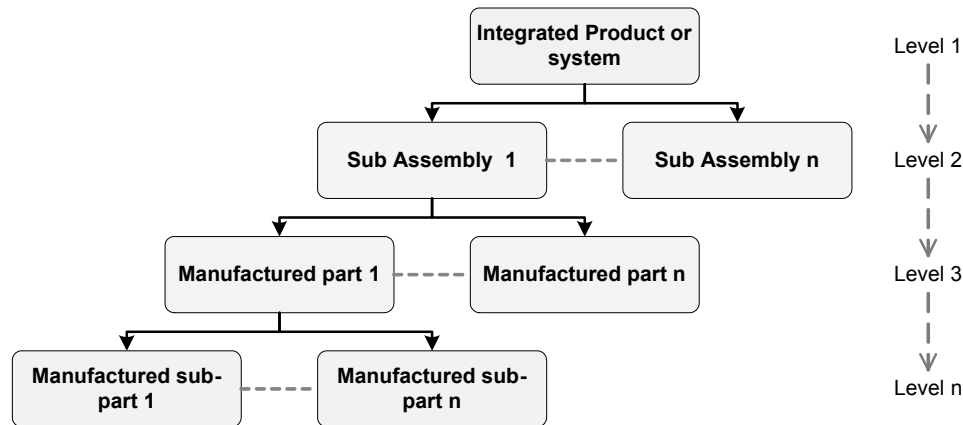 Integrated Product or
system
Level 1
Sub Assembly 1
Sub Assembly n
Level 2
Manufactured part 1
Manufactured part n
Level 3
Manufactured sub-
part 1
Manufactured sub-
part n
Level n